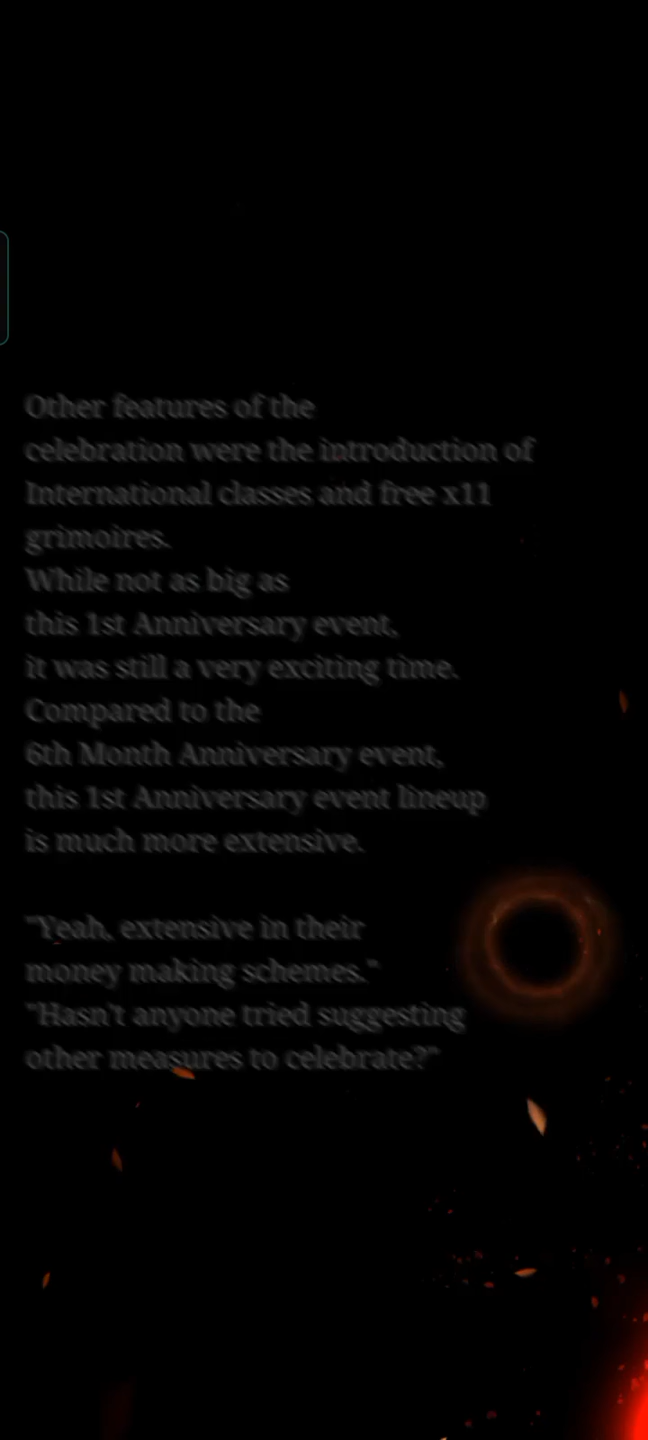 Other features of the
celebration were the introduction of
International classes and free x11
grimoires.
While not as big as
this 1st Anniversary event,
it was still a very exciting time.
Compared to the
6th Month Anniversary event,
this 1st Anniversary event lineup
is much more extensive.
"Yeah, extensive in their
money making schemes."
"Hasn't anyone tried suggesting
other measures to celebrate?"